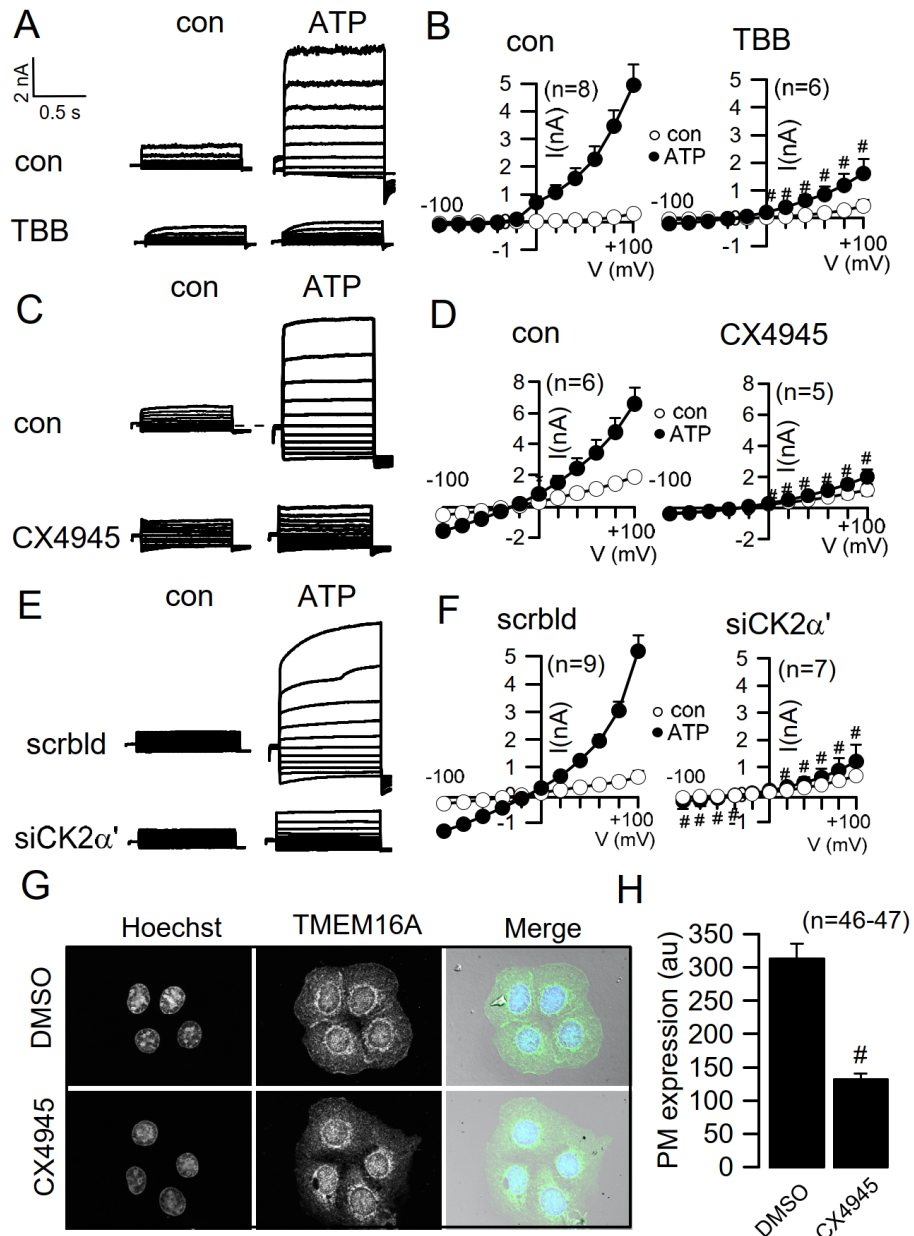 A
con
ATP
2 nA
0.5 s
con
TBB
B
con
TBB
5
4
3
2
1
0
-1
I(nA)
(n=8)
con
ATP
-100
+100
V (mV)
5
4
3
2
1
0
-1
I(nA)
(n=6)
# # # # # #
-100
+100
V (mV)
C
con
ATP
con
CX4945
D
con
CX4945
8
6
4
2
-2
I(nA)
(n=6)
con
ATP
-100
+100
V (mV)
8
6
4
2
-2
I(nA)
(n=5)
# # # # # #
-100
+100
V (mV)
E
con
ATP
scrbld
siCK2α'
F
scrbld
siCK2α'
5
4
3
2
1
-1
I(nA)
(n=9)
con
ATP
-100
+100
V (mV)
5
4
3
2
1
-1
I(nA)
(n=7)
# # # # #
# # # #
-100
+100
V (mV)
G
Hoechst
TMEM16A
Merge
DMSO
CX4945
H
(n=46-47)
PM expression (au)
350
300
250
200
150
100
50
0
#
DMSO
CX4945